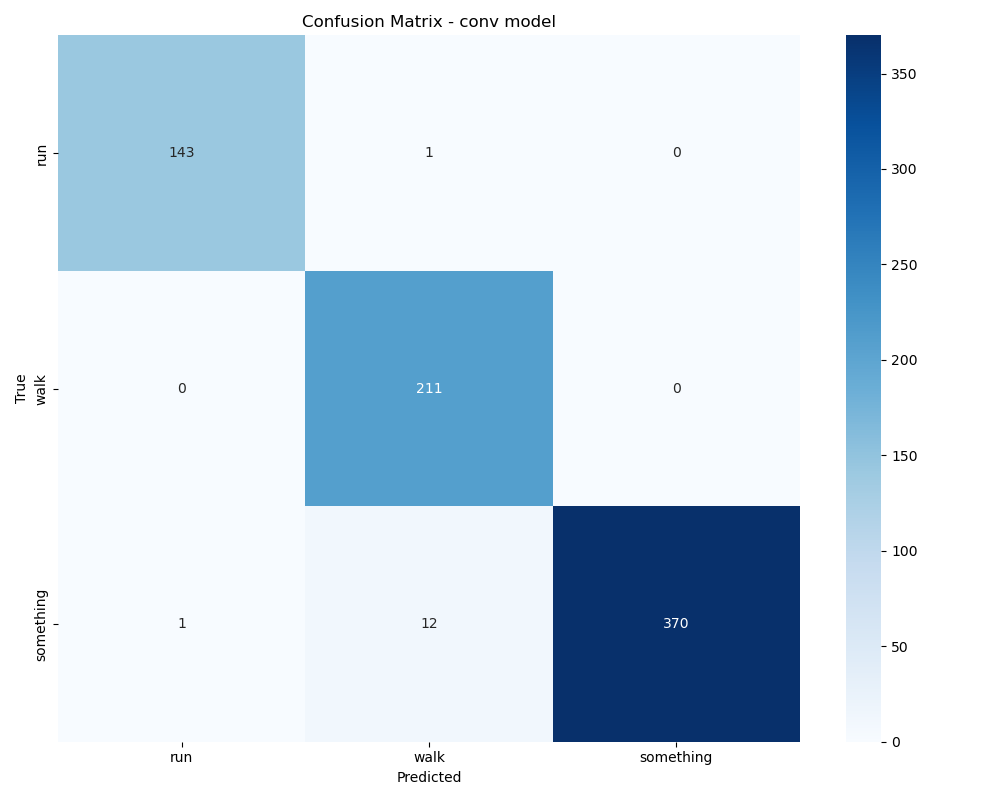 Confusion Matrix - conv model
True
run
walk
something
143 1 0
0 211 0
1 12 370
run walk something
Predicted
350
300
250
200
150
100
50
0